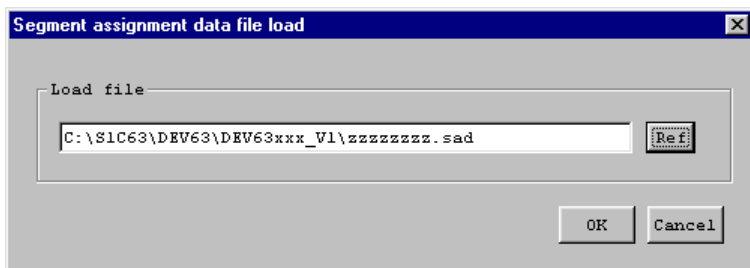 Segment assignment data file load
Load file
C:\S1C63\DEV63\DEV63xxx_V1\zzzzzzzz.sad
Ref
OK
Cancel